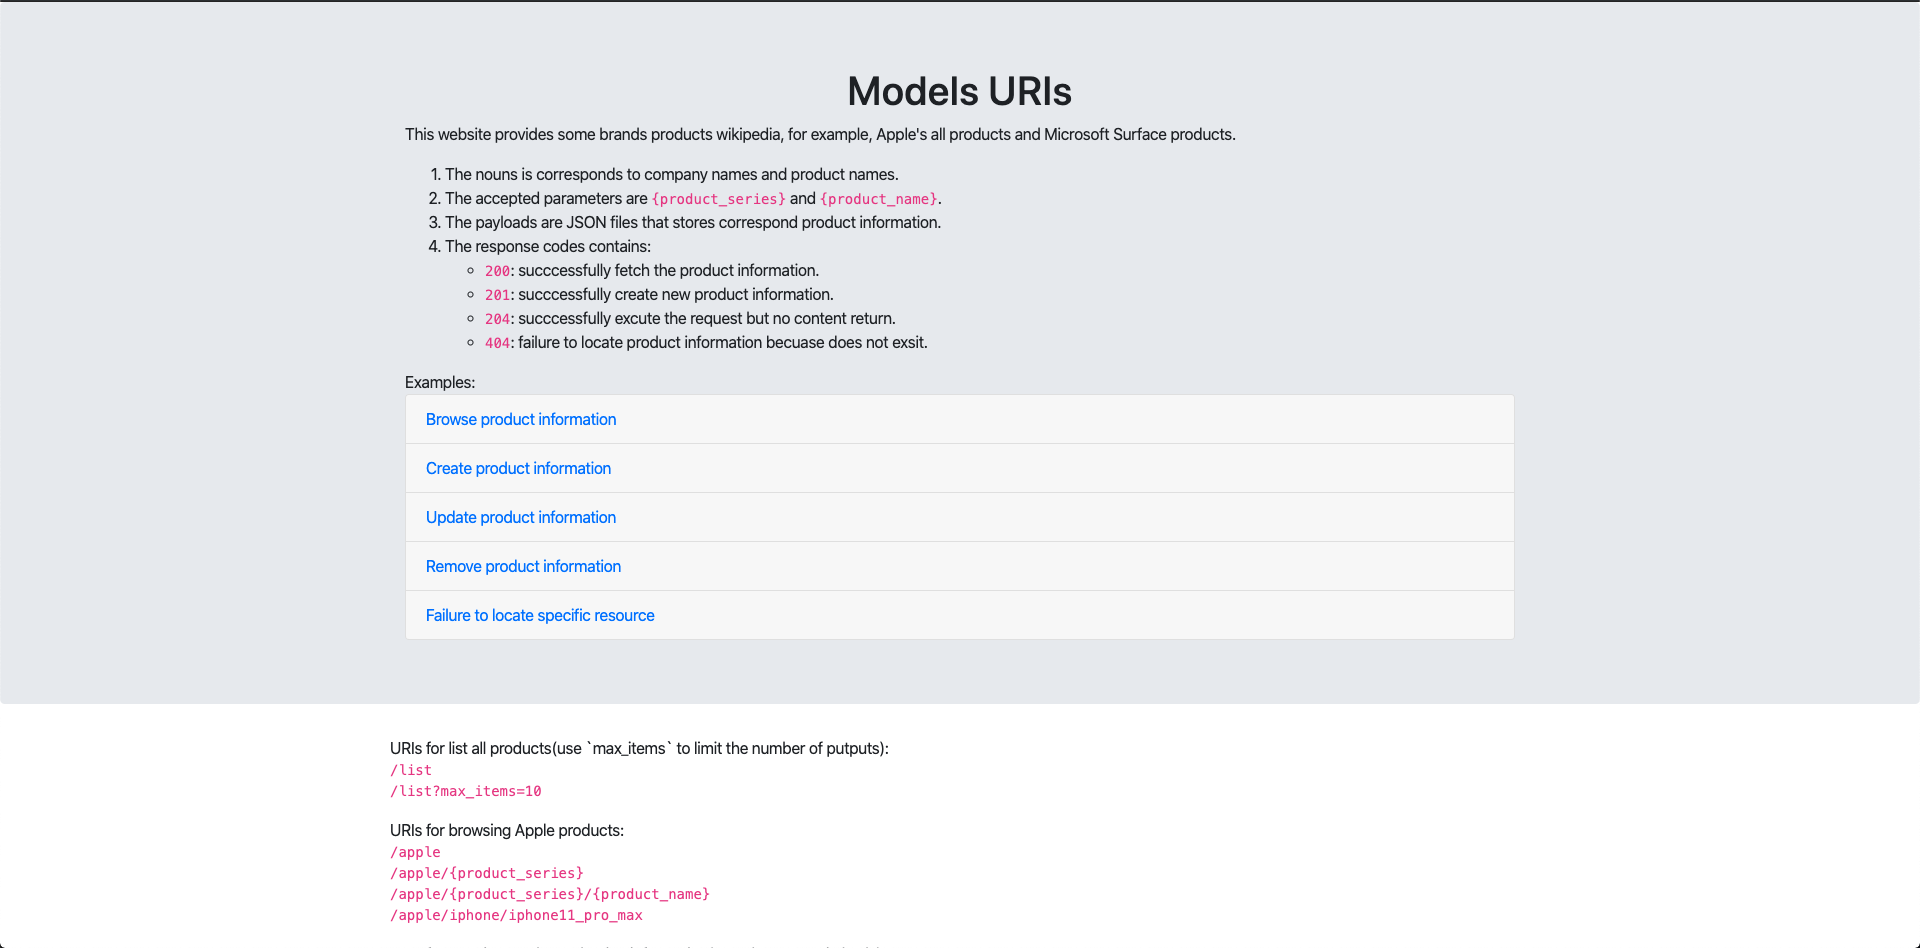 Models URIs
This website provides some brands products wikipedia, for example, Apple's all products and Microsoft Surface products.
1. The nouns is corresponds to company names and product names.
2. The accepted parameters are {product_series} and {product_name}.
3. The payloads are JSON files that stores correspond product information.
4. The response codes contains:
200: succcessfully fetch the product information.
201: succcessfully create new product information.
204: succcessfully excute the request but no content return.
404: failure to locate product information becuase does not exsit.
Examples:
Browse product information
Create product information
Update product information
Remove product information
Failure to locate specific resource
URIs for list all products(use `max_items` to limit the number of putputs):
/list
/list?max_items=10
URIs for browsing Apple products:
/apple
/apple/{product_series}
/apple/{product_series}/{product_name}
/apple/iphone/iphone11_pro_max